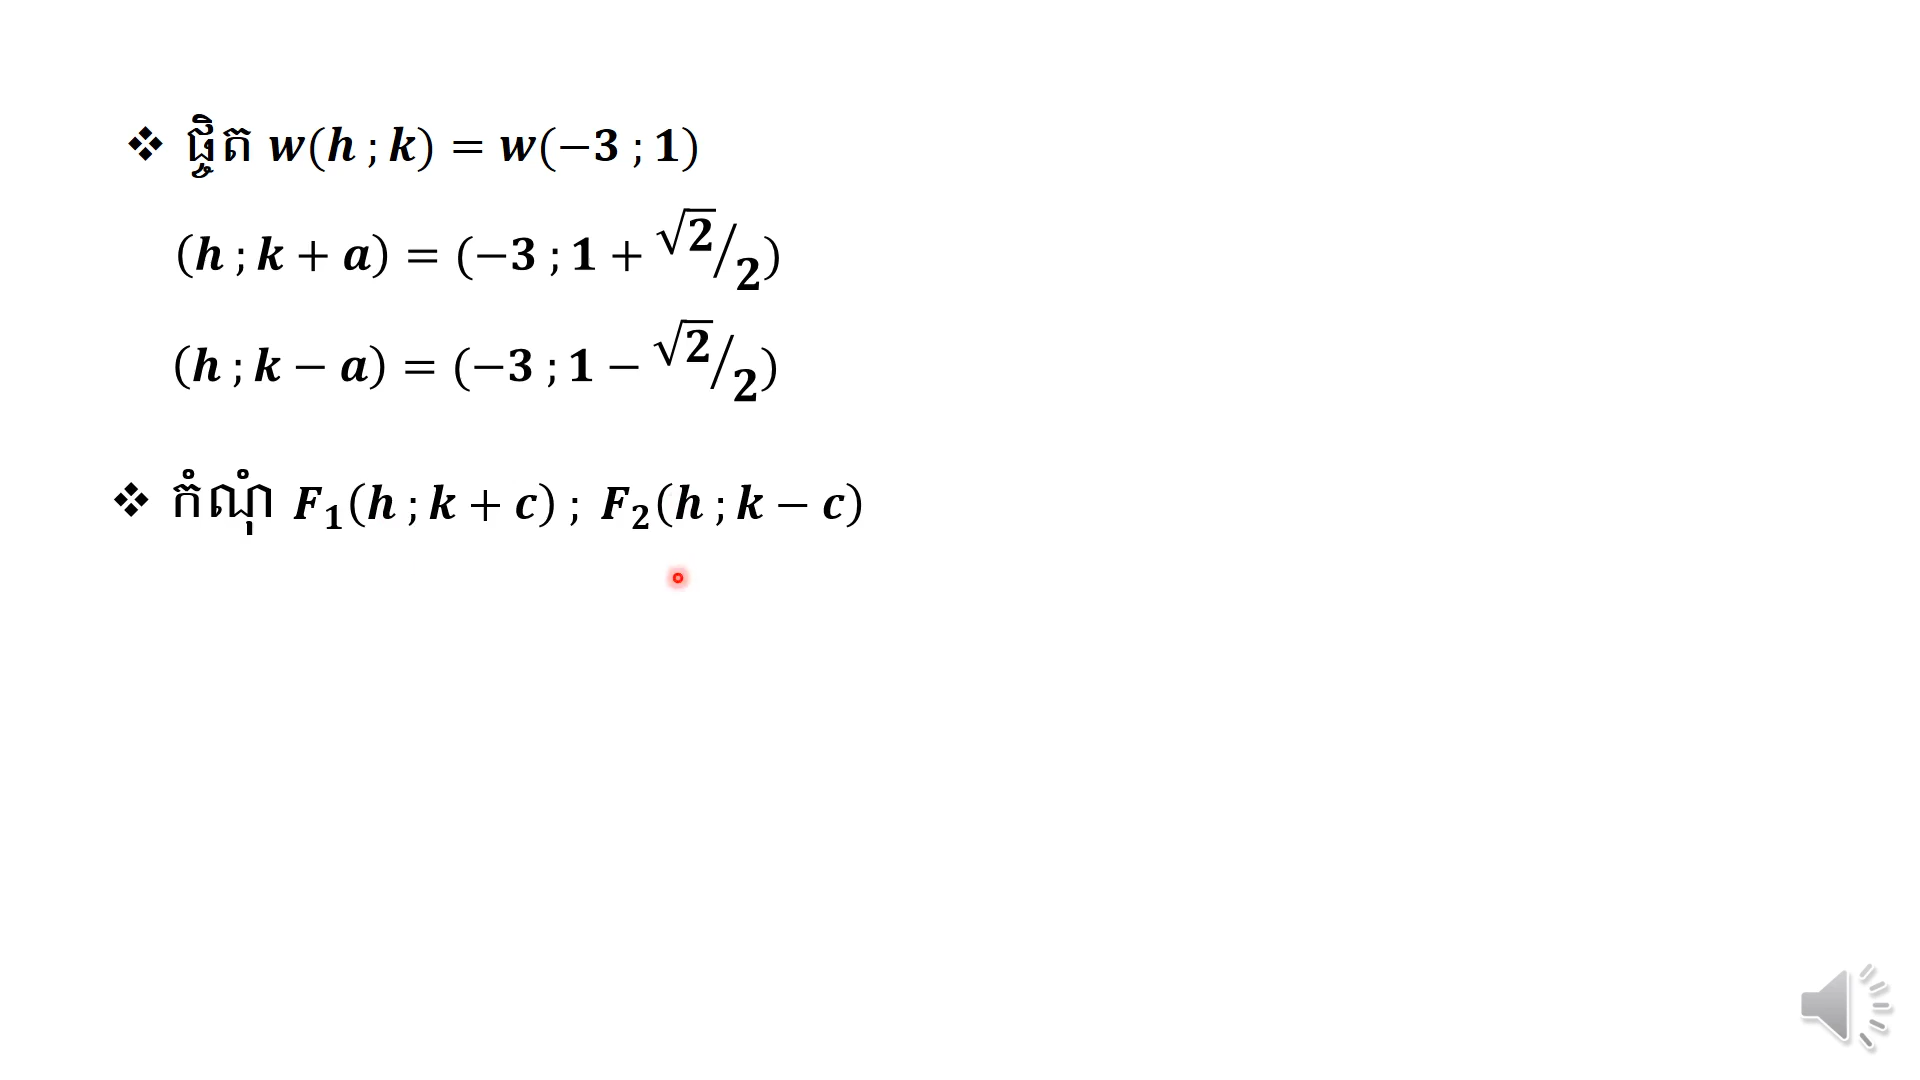 ❖ ផ្ចិត w(h ; k) = w(−3 ; 1)
(h ; k + a) = (−3 ; 1 + √2/2)
(h ; k − a) = (−3 ; 1 − √2/2)
❖ កំណុំ F₁(h ; k + c) ; F₂(h ; k − c)